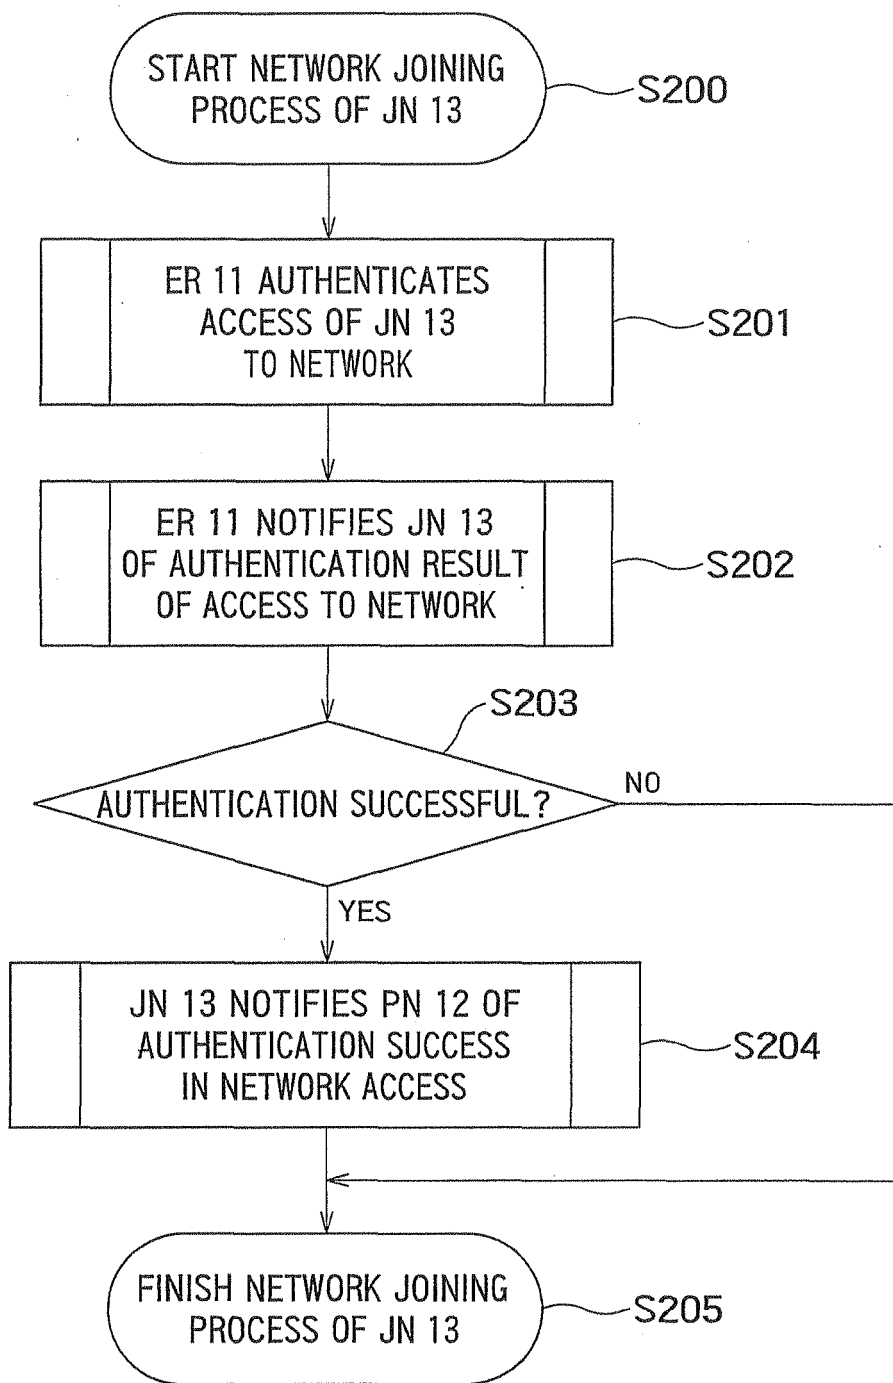 START NETWORK JOINING
PROCESS OF JN 13
S200
ER 11 AUTHENTICATES
ACCESS OF JN 13
TO NETWORK
S201
ER 11 NOTIFIES JN 13
OF AUTHENTICATION RESULT
OF ACCESS TO NETWORK
S202
S203
AUTHENTICATION SUCCESSFUL?
NO
YES
JN 13 NOTIFIES PN 12 OF
AUTHENTICATION SUCCESS
IN NETWORK ACCESS
S204
FINISH NETWORK JOINING
PROCESS OF JN 13
S205